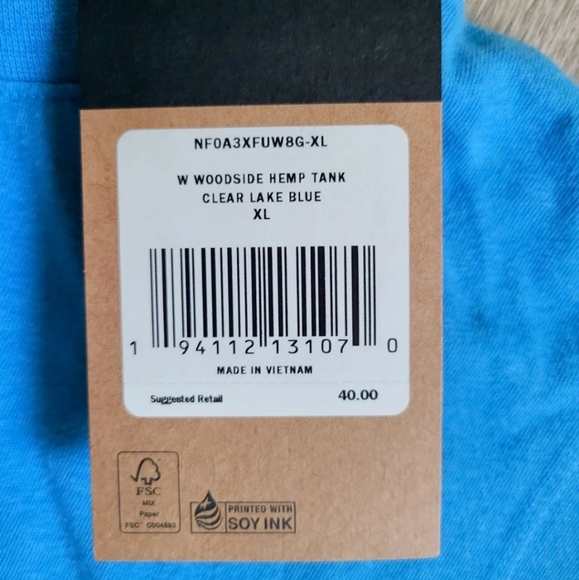 NF0A3XFUW8G-XL
W WOODSIDE HEMP TANK
CLEAR LAKE BLUE
XL
1 94112 13107 0
MADE IN VIETNAM
Suggested Retail 40.00
FSC
MIX
Paper
PRINTED WITH
SOY INK